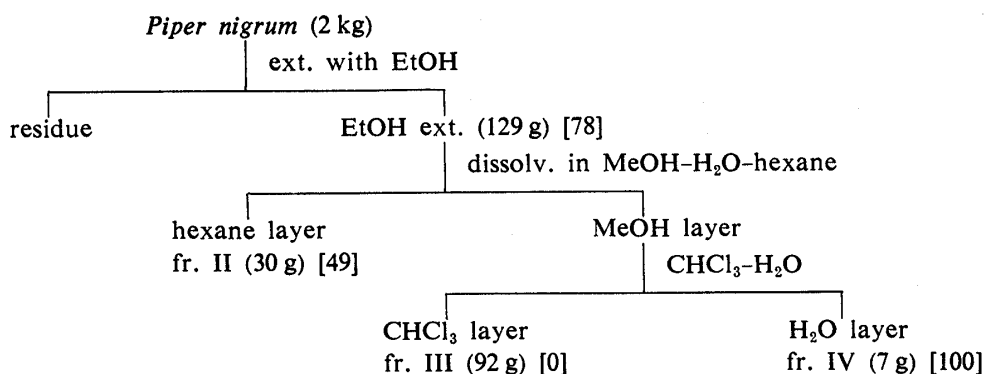 Piper nigrum (2 kg)
ext. with EtOH
residue
EtOH ext. (129 g) [78]
dissolv. in MeOH–H₂O–hexane
hexane layer
fr. II (30 g) [49]
MeOH layer
CHCl₃–H₂O
CHCl₃ layer
fr. III (92 g) [0]
H₂O layer
fr. IV (7 g) [100]